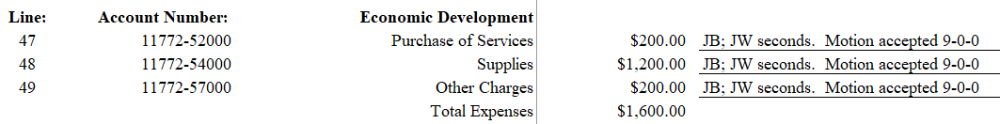 Line: Account Number: Economic Development
47 11772-52000 Purchase of Services $200.00 JB; JW seconds. Motion accepted 9-0-0
48 11772-54000 Supplies $1,200.00 JB; JW seconds. Motion accepted 9-0-0
49 11772-57000 Other Charges $200.00 JB; JW seconds. Motion accepted 9-0-0
Total Expenses $1,600.00